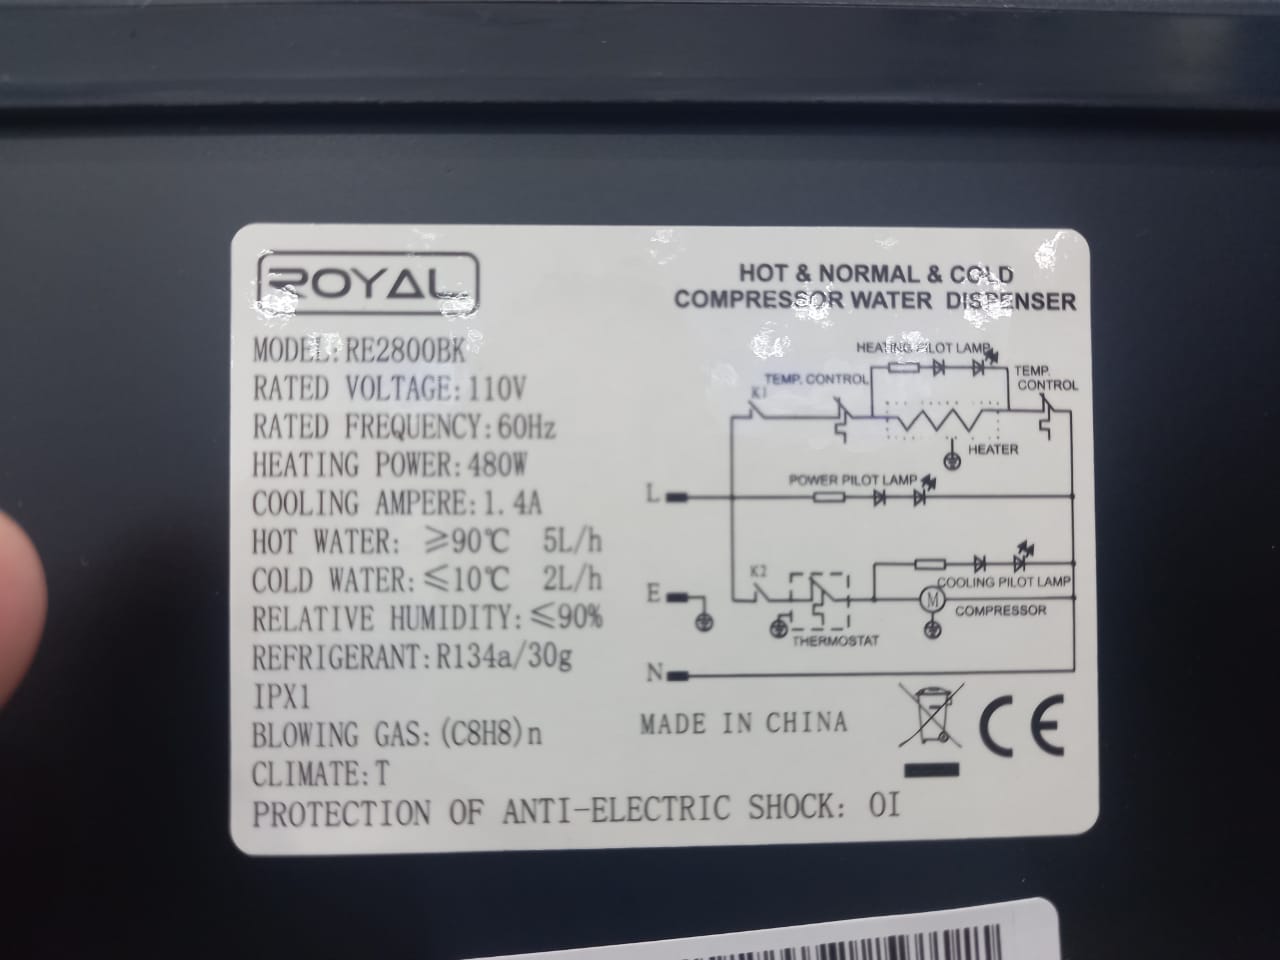 ROYAL
MODEL:RE2800BK
RATED VOLTAGE:110V
RATED FREQUENCY:60Hz
HEATING POWER:480W
COOLING AMPERE:1.4A
HOT WATER: ≥90℃ 5L/h
COLD WATER:≤10℃ 2L/h
RELATIVE HUMIDITY:≤90%
REFRIGERANT:R134a/30g
IPX1
BLOWING GAS:(C8H8)n
CLIMATE:T
PROTECTION OF ANTI-ELECTRIC SHOCK: OI
HOT & NORMAL & COLD
COMPRESSOR WATER DISPENSER
HEATING PILOT LAMP
TEMP. CONTROL
TEMP.
CONTROL
K1
HEATER
POWER PILOT LAMP
L
K2
COOLING PILOT LAMP
E
M
COMPRESSOR
THERMOSTAT
N
MADE IN CHINA
CE